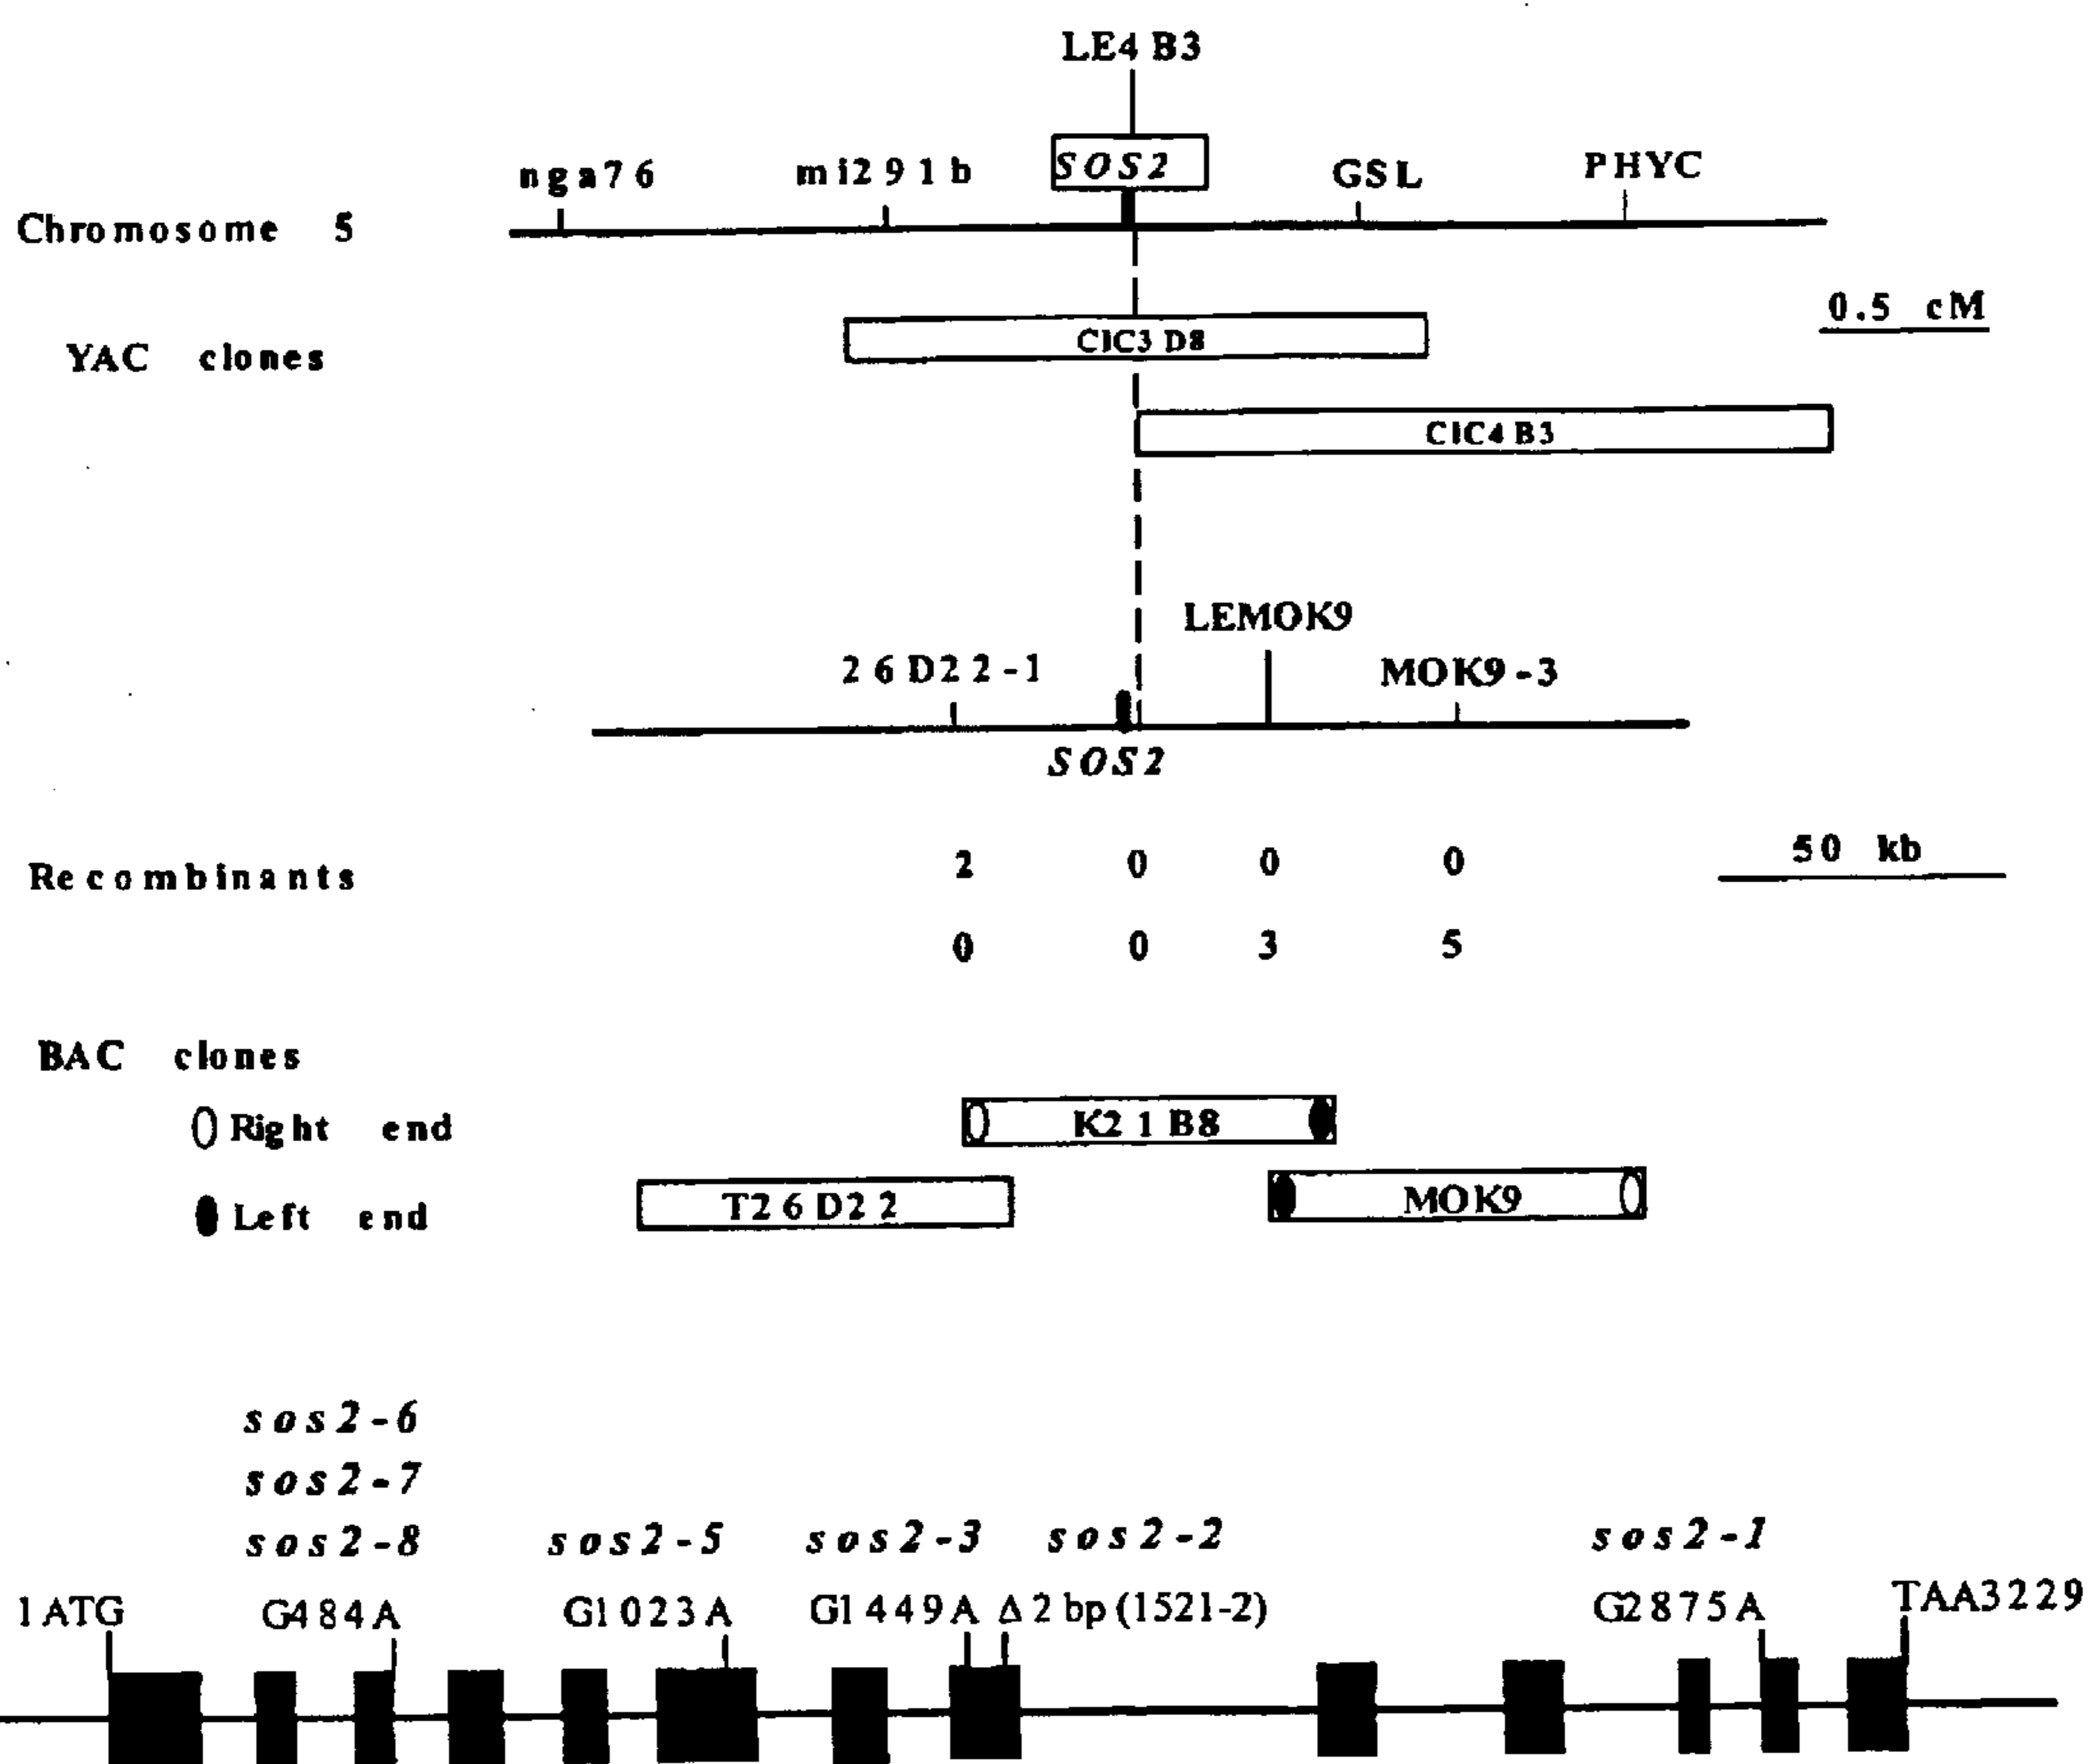 LE4 B3
nga76 mi291b SOS2 GSL PHYC
Chromosome 5
0.5 cM
YAC clones
CIC3 D8
CIC4 B3
LEMOK9
26D22-1 MOK9-3
SOS2
50 kb
Recombinants 2 0 0 0
0 0 3 5
BAC clones
Right end K21B8
Left end T26D22 MOK9
sos2-6
sos2-7
sos2-8 sos2-5 sos2-3 sos2-2 sos2-1
1ATG G484A G1023A G1449A Δ2 bp (1521-2) G2875A TAA3229